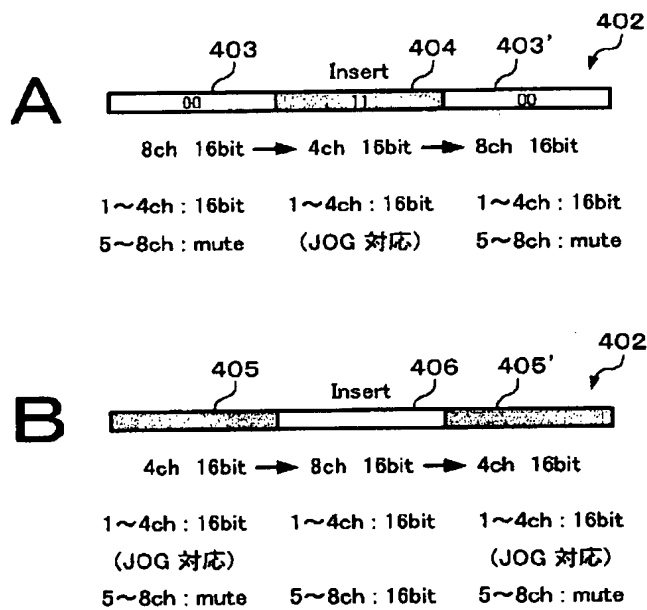 403 Insert 404 403' 402
A
00 11 00
8ch 16bit → 4ch 16bit → 8ch 16bit
1〜4ch : 16bit 1〜4ch : 16bit 1〜4ch : 16bit
5〜8ch : mute (JOG 対応) 5〜8ch : mute
405 Insert 406 405' 402
B
4ch 16bit → 8ch 16bit → 4ch 16bit
1〜4ch : 16bit 1〜4ch : 16bit 1〜4ch : 16bit
(JOG 対応) (JOG 対応)
5〜8ch : mute 5〜8ch : 16bit 5〜8ch : mute